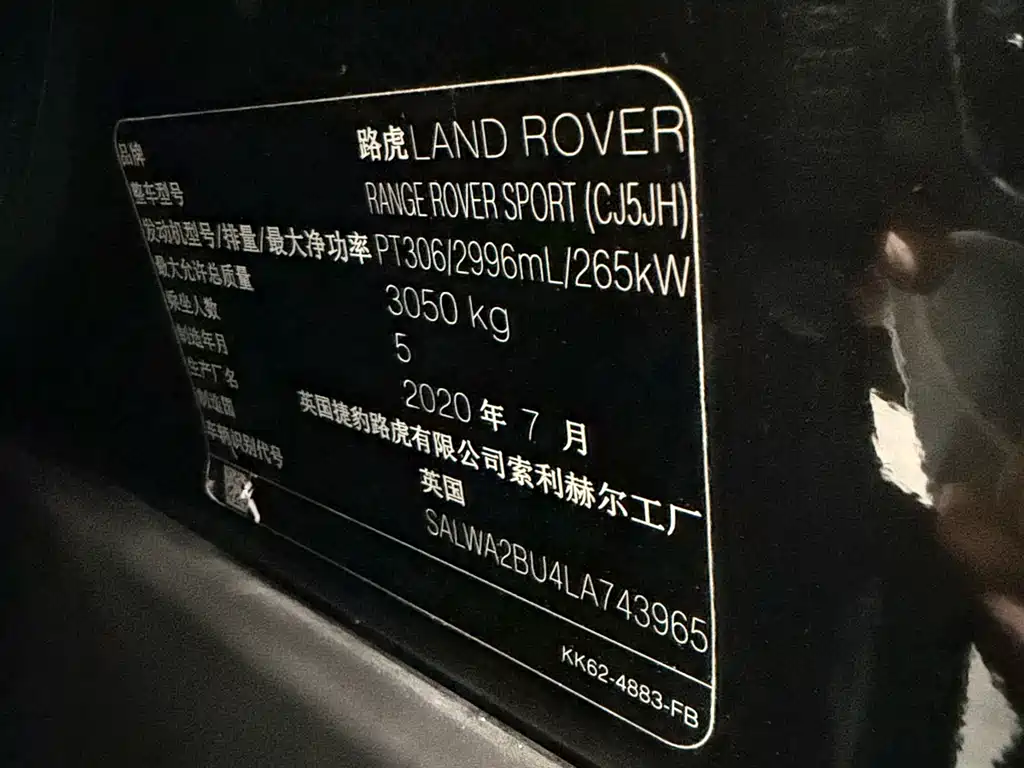 品牌 路虎LAND ROVER
整车型号 RANGE ROVER SPORT (CJ5JH)
发动机型号/排量/最大净功率 PT306/2996mL/265kW
最大允许总质量 3050 kg
乘坐人数 5
制造年月 2020 年 7 月
生产厂名 英国捷豹路虎有限公司索利赫尔工厂
制造国 英国
车辆识别代号 SALWA2BU4LA743965
KK62-4883-FB